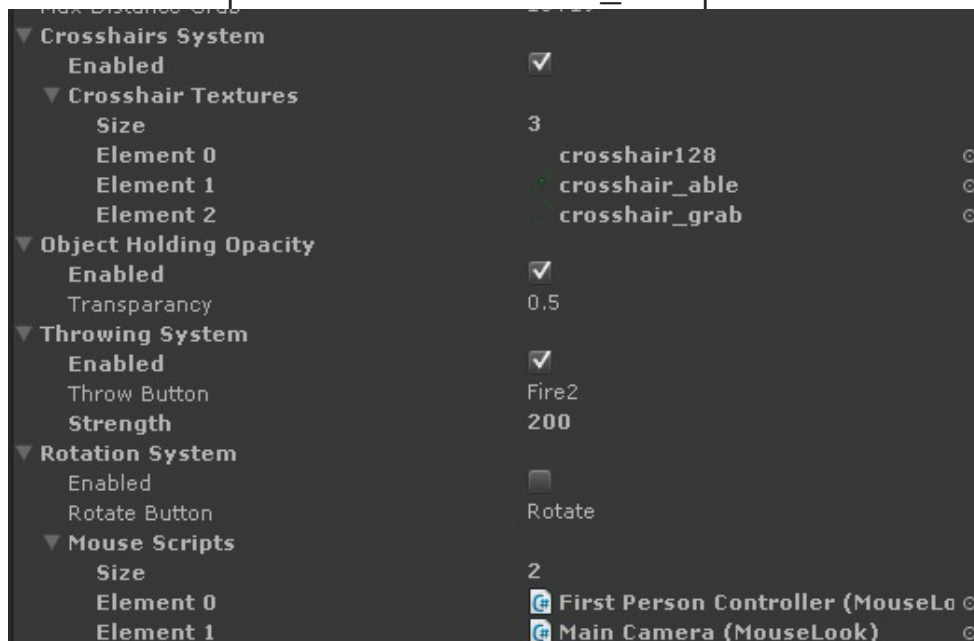 Crosshairs System
Enabled
Crosshair Textures
Size 3
Element 0 crosshair128
Element 1 crosshair_able
Element 2 crosshair_grab
Object Holding Opacity
Enabled
Transparancy 0.5
Throwing System
Enabled
Throw Button Fire2
Strength 200
Rotation System
Enabled
Rotate Button Rotate
Mouse Scripts
Size 2
Element 0 First Person Controller (MouseLo
Element 1 Main Camera (MouseLook)